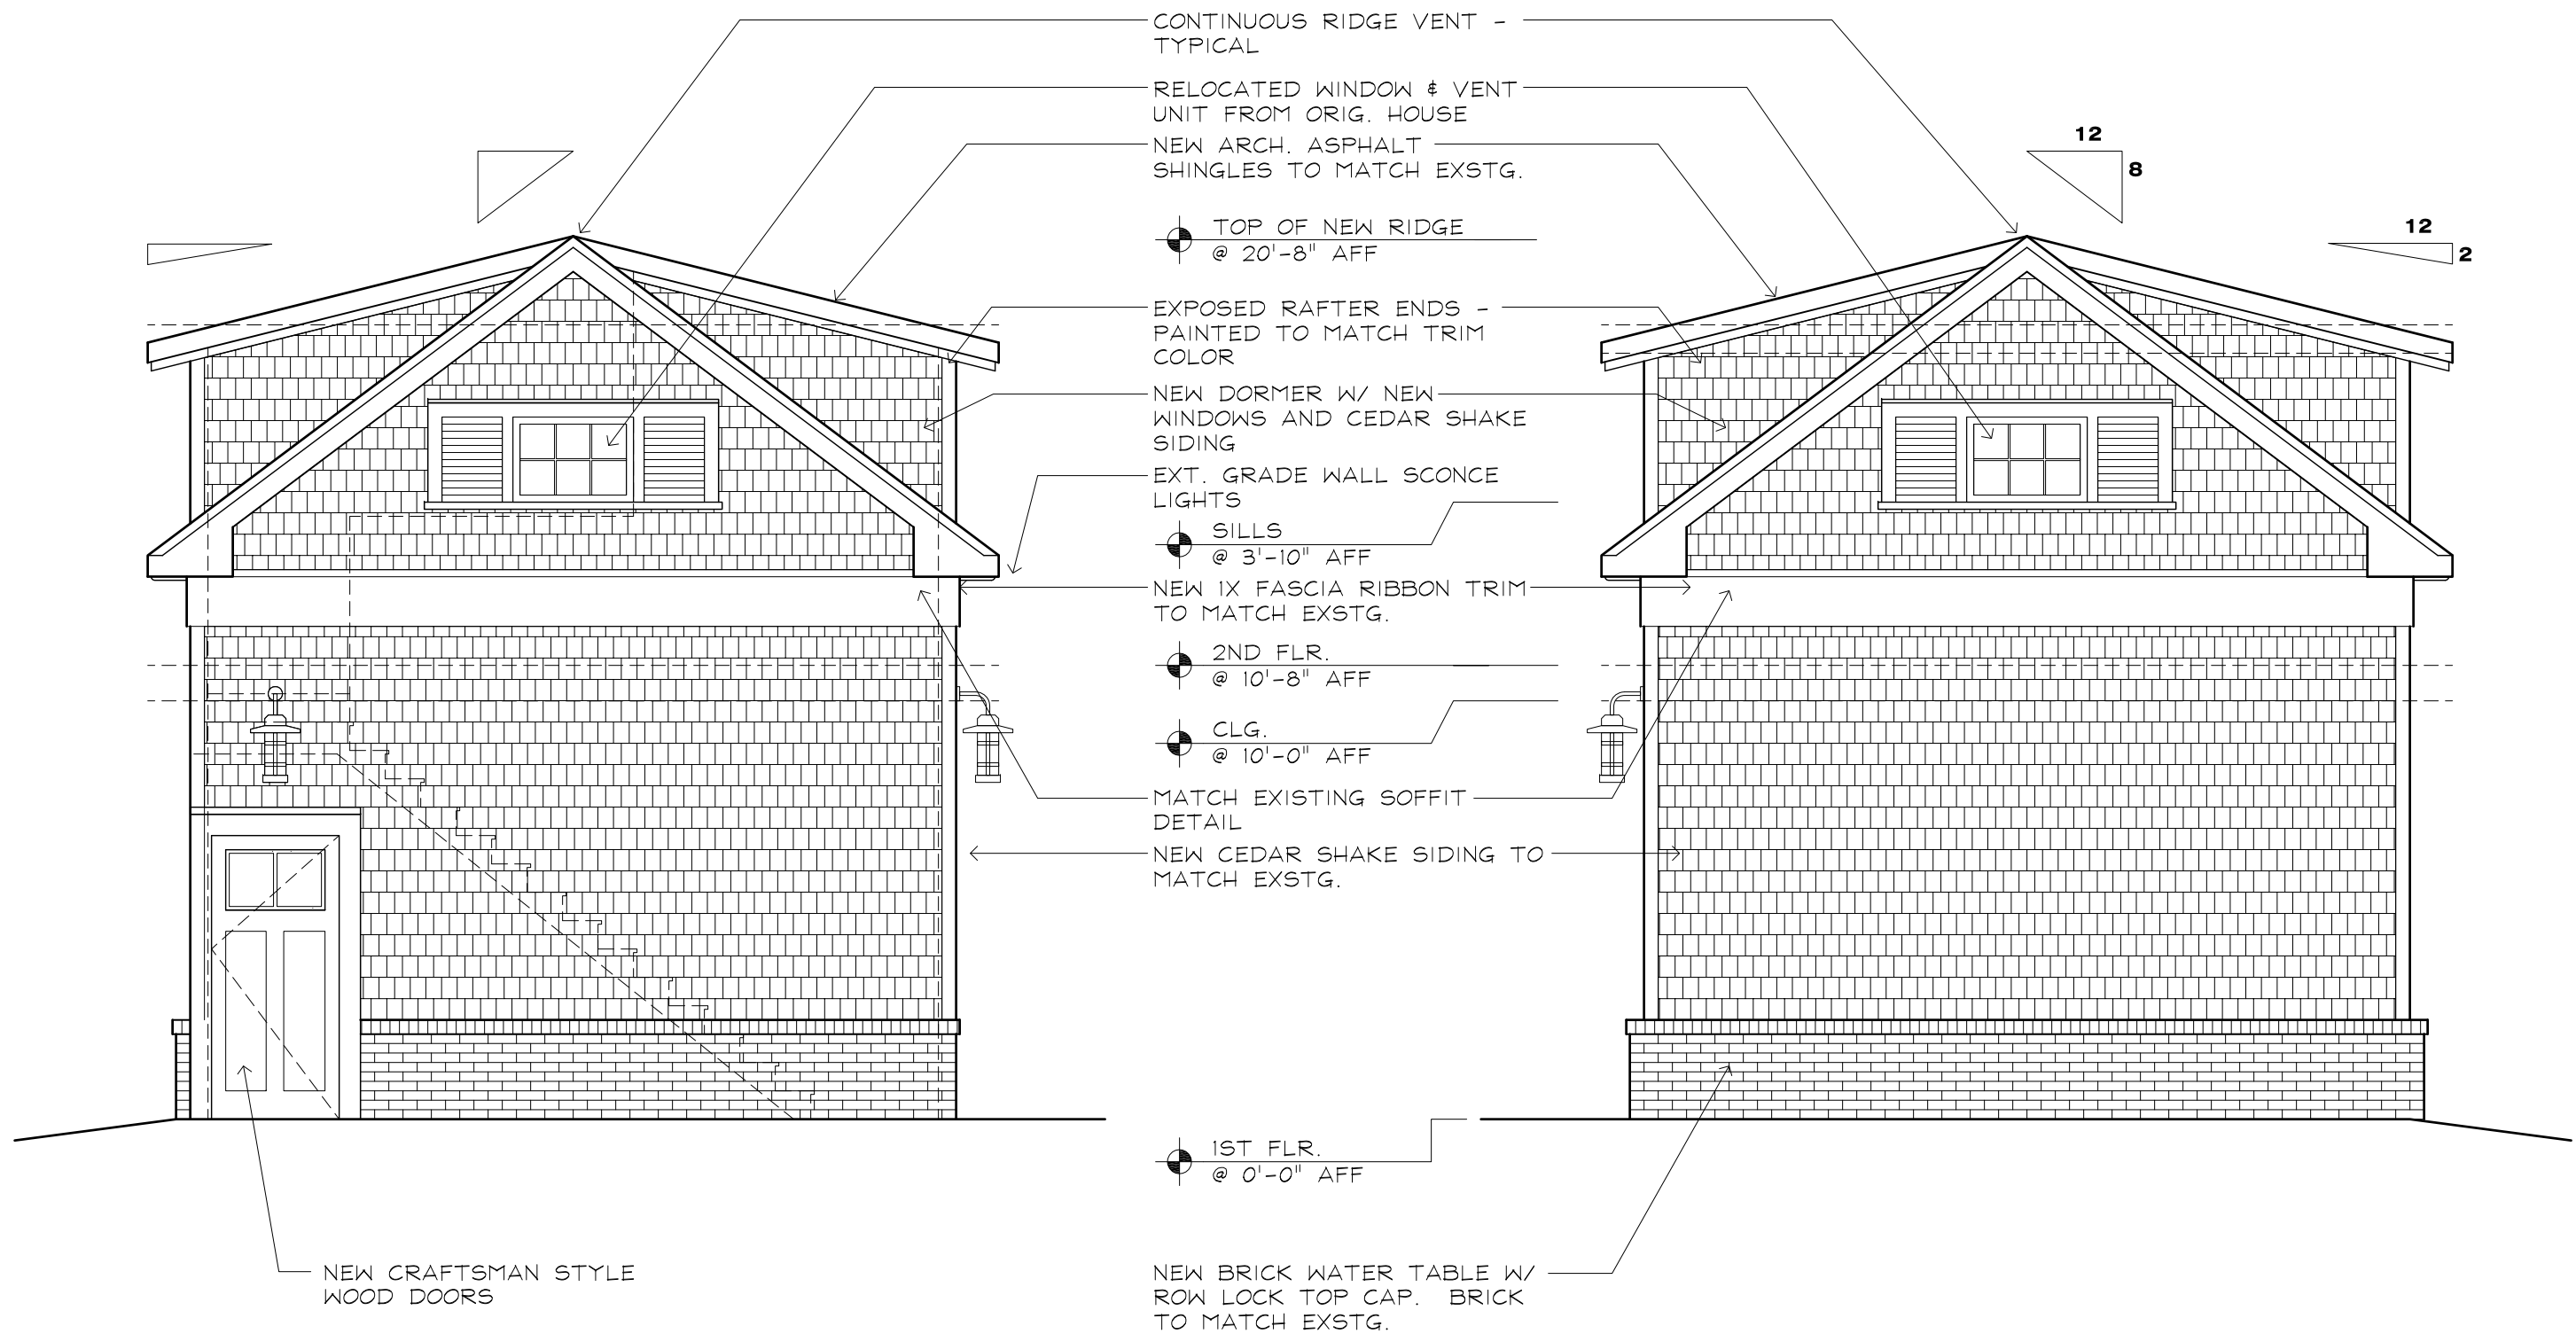 CONTINUOUS RIDGE VENT -
TYPICAL
RELOCATED WINDOW & VENT
UNIT FROM ORIG. HOUSE
NEW ARCH. ASPHALT
SHINGLES TO MATCH EXSTG.
12
8
12
2
TOP OF NEW RIDGE
@ 20'-8" AFF
EXPOSED RAFTER ENDS -
PAINTED TO MATCH TRIM
COLOR
NEW DORMER W/ NEW
WINDOWS AND CEDAR SHAKE
SIDING
EXT. GRADE WALL SCONCE
LIGHTS
SILLS
@ 3'-10" AFF
NEW 1X FASCIA RIBBON TRIM
TO MATCH EXSTG.
2ND FLR.
@ 10'-8" AFF
CLG.
@ 10'-0" AFF
MATCH EXISTING SOFFIT
DETAIL
NEW CEDAR SHAKE SIDING TO
MATCH EXSTG.
1ST FLR.
@ 0'-0" AFF
NEW CRAFTSMAN STYLE
WOOD DOORS
NEW BRICK WATER TABLE W/
ROW LOCK TOP CAP. BRICK
TO MATCH EXSTG.